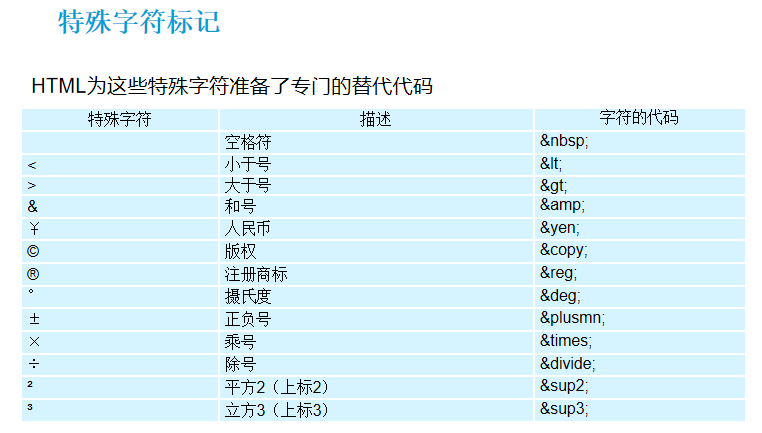 特殊字符标记
HTML为这些特殊字符准备了专门的替代代码
特殊字符 描述 字符的代码
空格符 &nbsp;
< 小于号 &lt;
> 大于号 &gt;
& 和号 &amp;
¥ 人民币 &yen;
© 版权 &copy;
® 注册商标 &reg;
° 摄氏度 &deg;
± 正负号 &plusmn;
× 乘号 &times;
÷ 除号 &divide;
² 平方2（上标2） &sup2;
³ 立方3（上标3） &sup3;